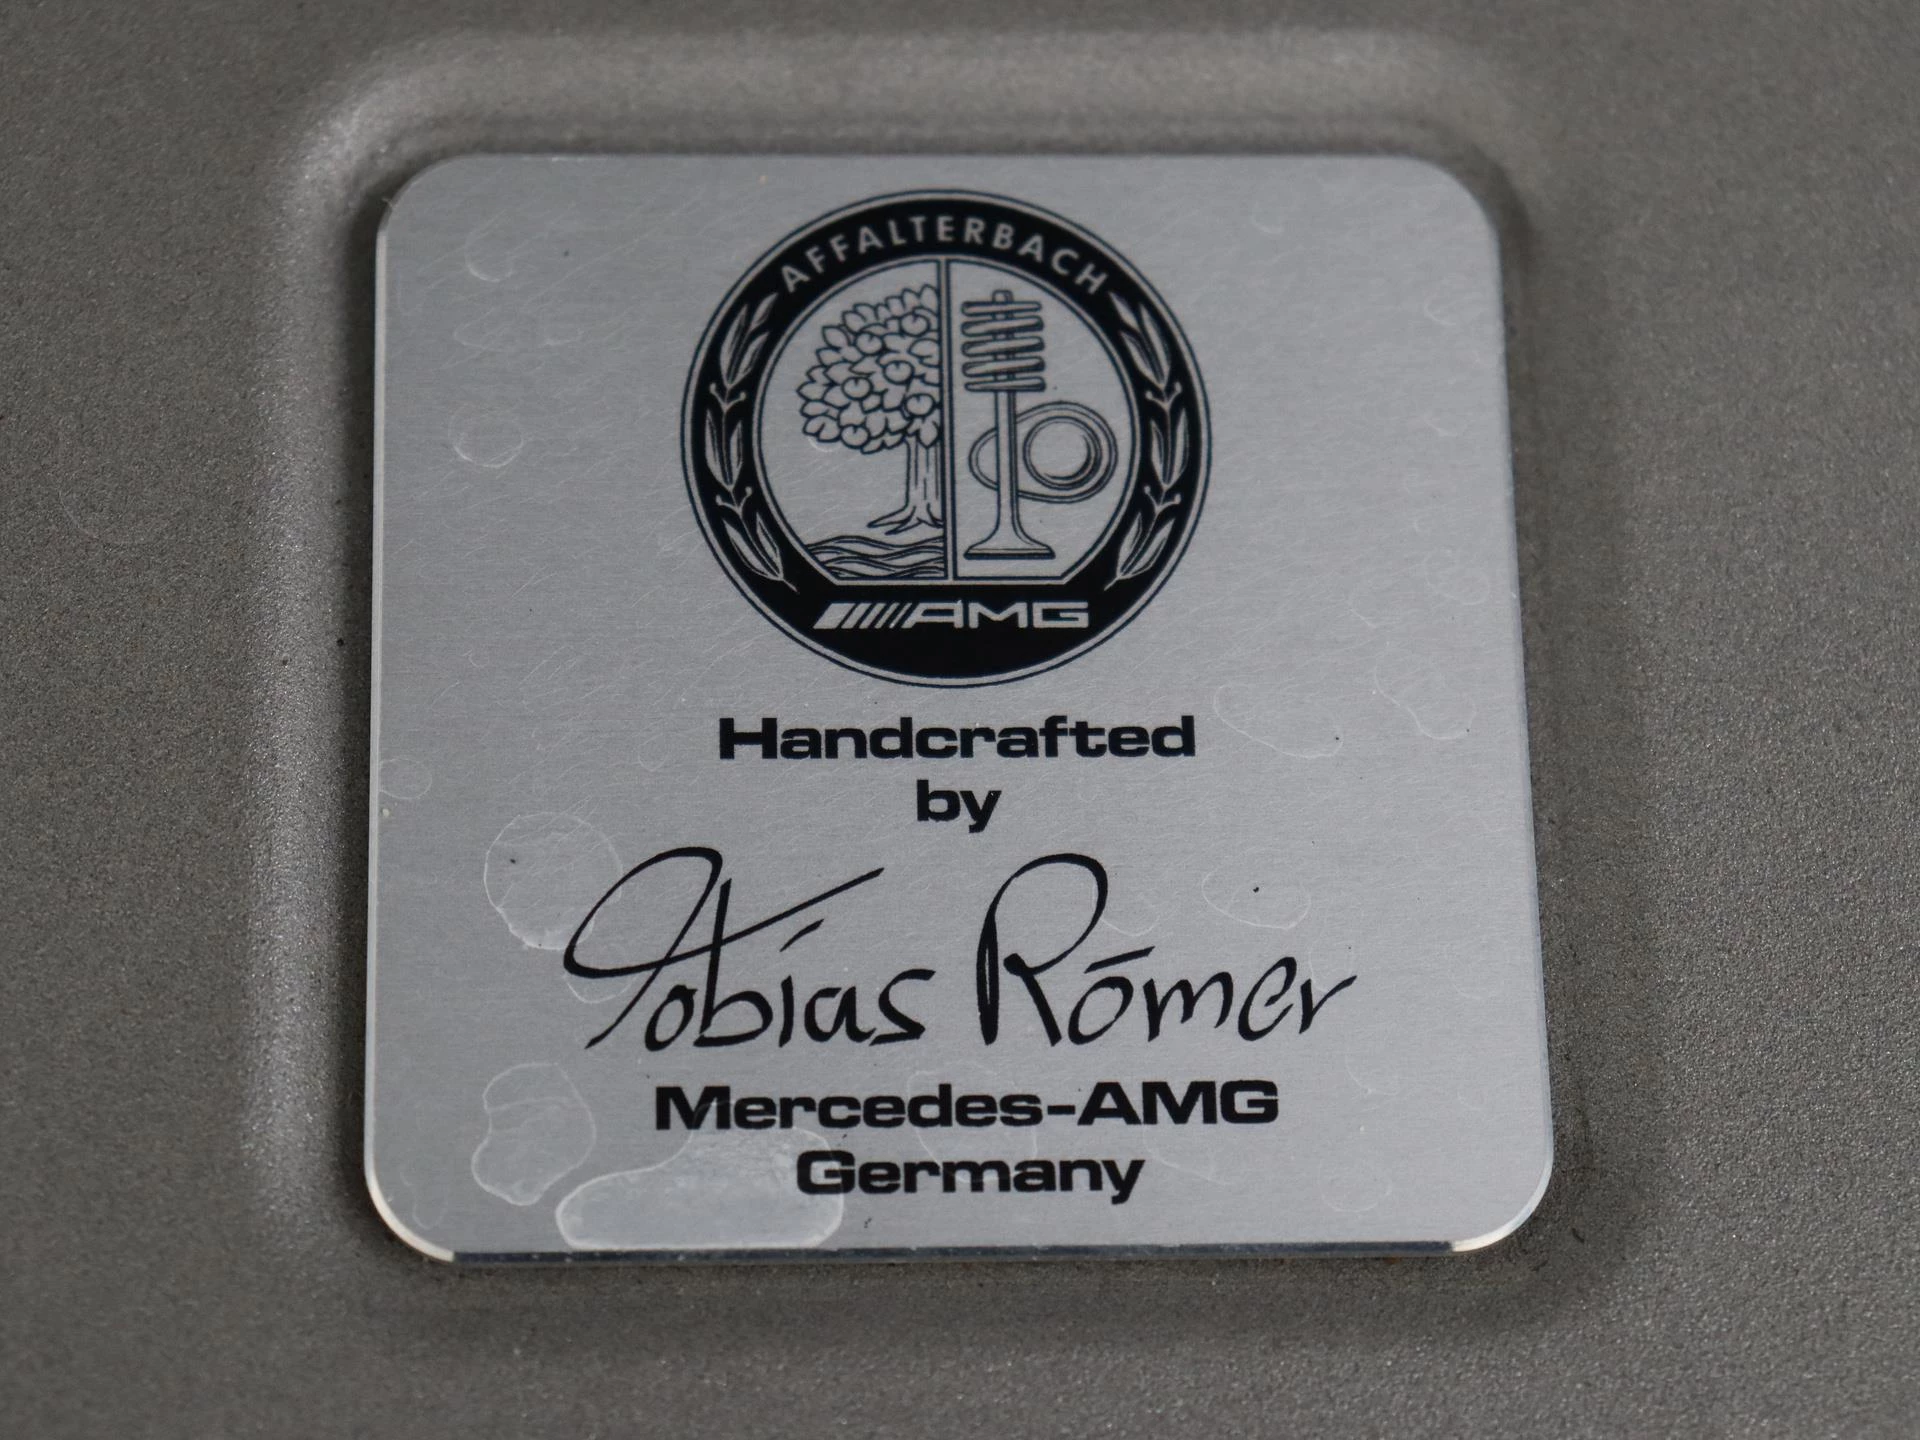 AFFALTERBACH
AMG
Handcrafted
by
Tobias Römer
Mercedes-AMG
Germany